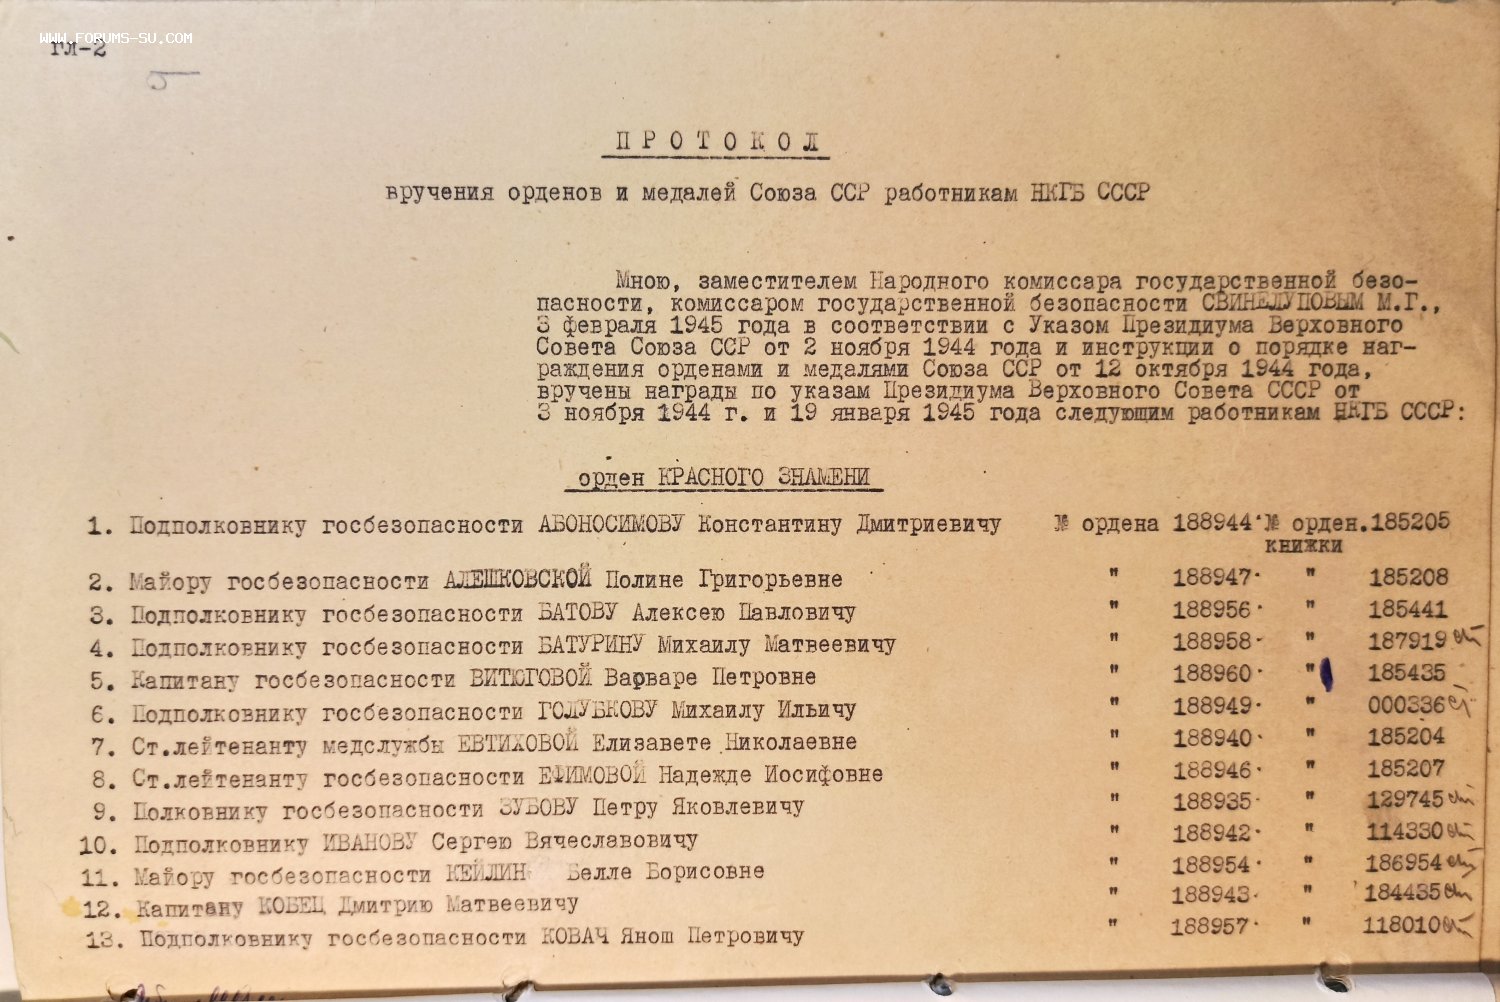 WWW.FORUMS-SU.COM
гл-2
ПРОТОКОЛ
вручения орденов и медалей Союза ССР работникам НКГБ СССР
Мною, заместителем Народного комиссара государственной безо-
пасности, комиссаром государственной безопасности СВИНЕЛУПОВЫМ М.Г.,
3 февраля 1945 года в соответствии с Указом Президиума Верховного
Совета Союза ССР от 2 ноября 1944 года и инструкции о порядке наг-
раждения орденами и медалями Союза ССР от 12 октября 1944 года,
вручены награды по указам Президиума Верховного Совета СССР от
3 ноября 1944 г. и 19 января 1945 года следующим работникам НКГБ СССР:
орден КРАСНОГО ЗНАМЕНИ
1. Подполковнику госбезопасности АБОНОСИМОВУ Константину Дмитриевичу № ордена 188944 № орден. 185205
книжки
2. Майору госбезопасности АЛЕШКОВСКОЙ Полине Григорьевне " 188947 " 185208
3. Подполковнику госбезопасности БАТОВУ Алексею Павловичу " 188956 " 185441
4. Подполковнику госбезопасности БАТУРИНУ Михаилу Матвеевичу " 188958 " 187919
5. Капитану госбезопасности ВИТЮГОВОЙ Варваре Петровне " 188960 " 185435
6. Подполковнику госбезопасности ГОЛУБКОВУ Михаилу Ильичу " 188949 " 000336
7. Ст.лейтенанту медслужбы ЕВТИХОВОЙ Елизавете Николаевне " 188940 " 185204
8. Ст.лейтенанту госбезопасности ЕФИМОВОЙ Надежде Иосифовне " 188946 " 185207
9. Полковнику госбезопасности ЗУБОВУ Петру Яковлевичу " 188935 " 129745
10. Подполковнику ИВАНОВУ Сергею Вячеславовичу " 188942 " 114330
11. Майору госбезопасности КЕЙЛИН Белле Борисовне " 188954 " 186954
12. Капитану КОБЕЦ Дмитрию Матвеевичу " 188943 " 184435
13. Подполковнику госбезопасности КОВАЧ Янош Петровичу " 188957 " 118010